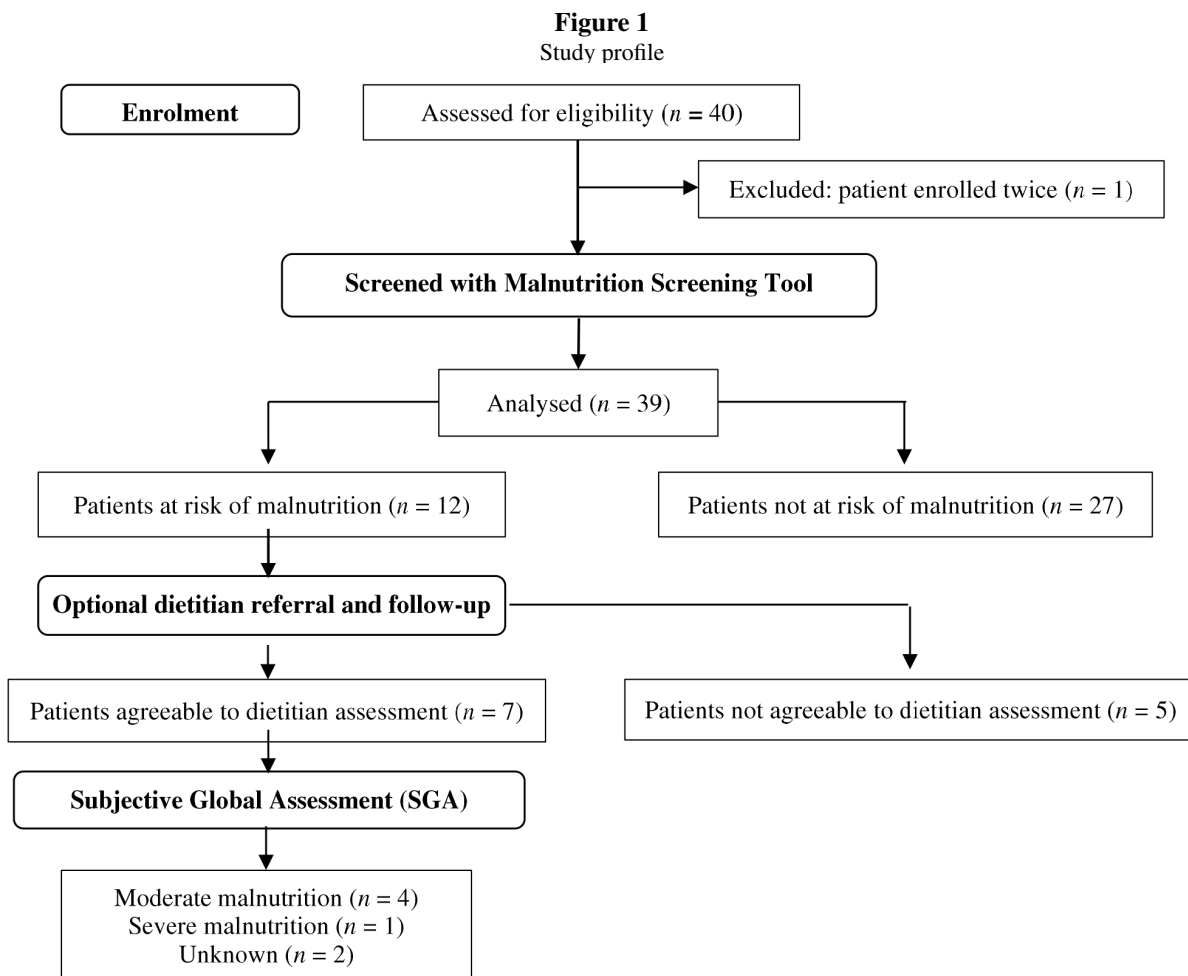 Figure 1
Study profile
Enrolment
Assessed for eligibility (n = 40)
Excluded: patient enrolled twice (n = 1)
Screened with Malnutrition Screening Tool
Analysed (n = 39)
Patients at risk of malnutrition (n = 12)
Patients not at risk of malnutrition (n = 27)
Optional dietitian referral and follow-up
Patients agreeable to dietitian assessment (n = 7)
Patients not agreeable to dietitian assessment (n = 5)
Subjective Global Assessment (SGA)
Moderate malnutrition (n = 4)
Severe malnutrition (n = 1)
Unknown (n = 2)